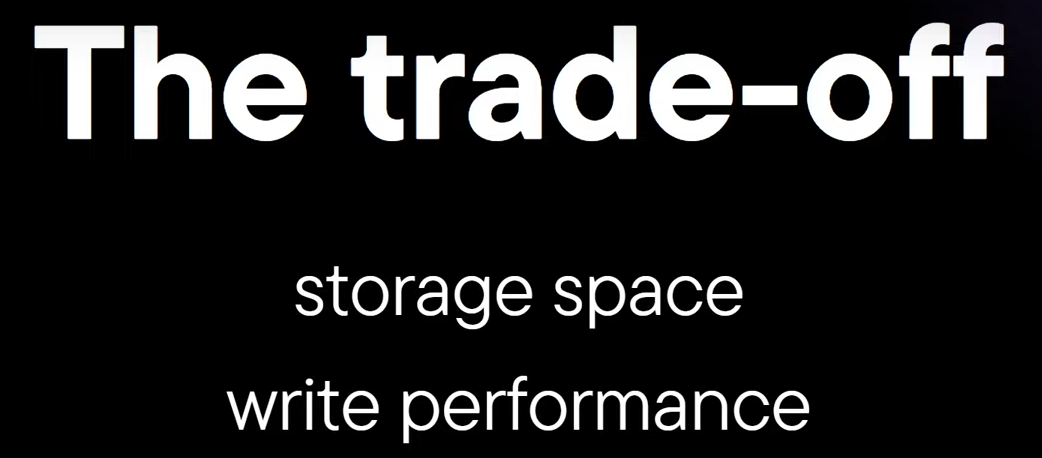 The trade-off
storage space
write performance